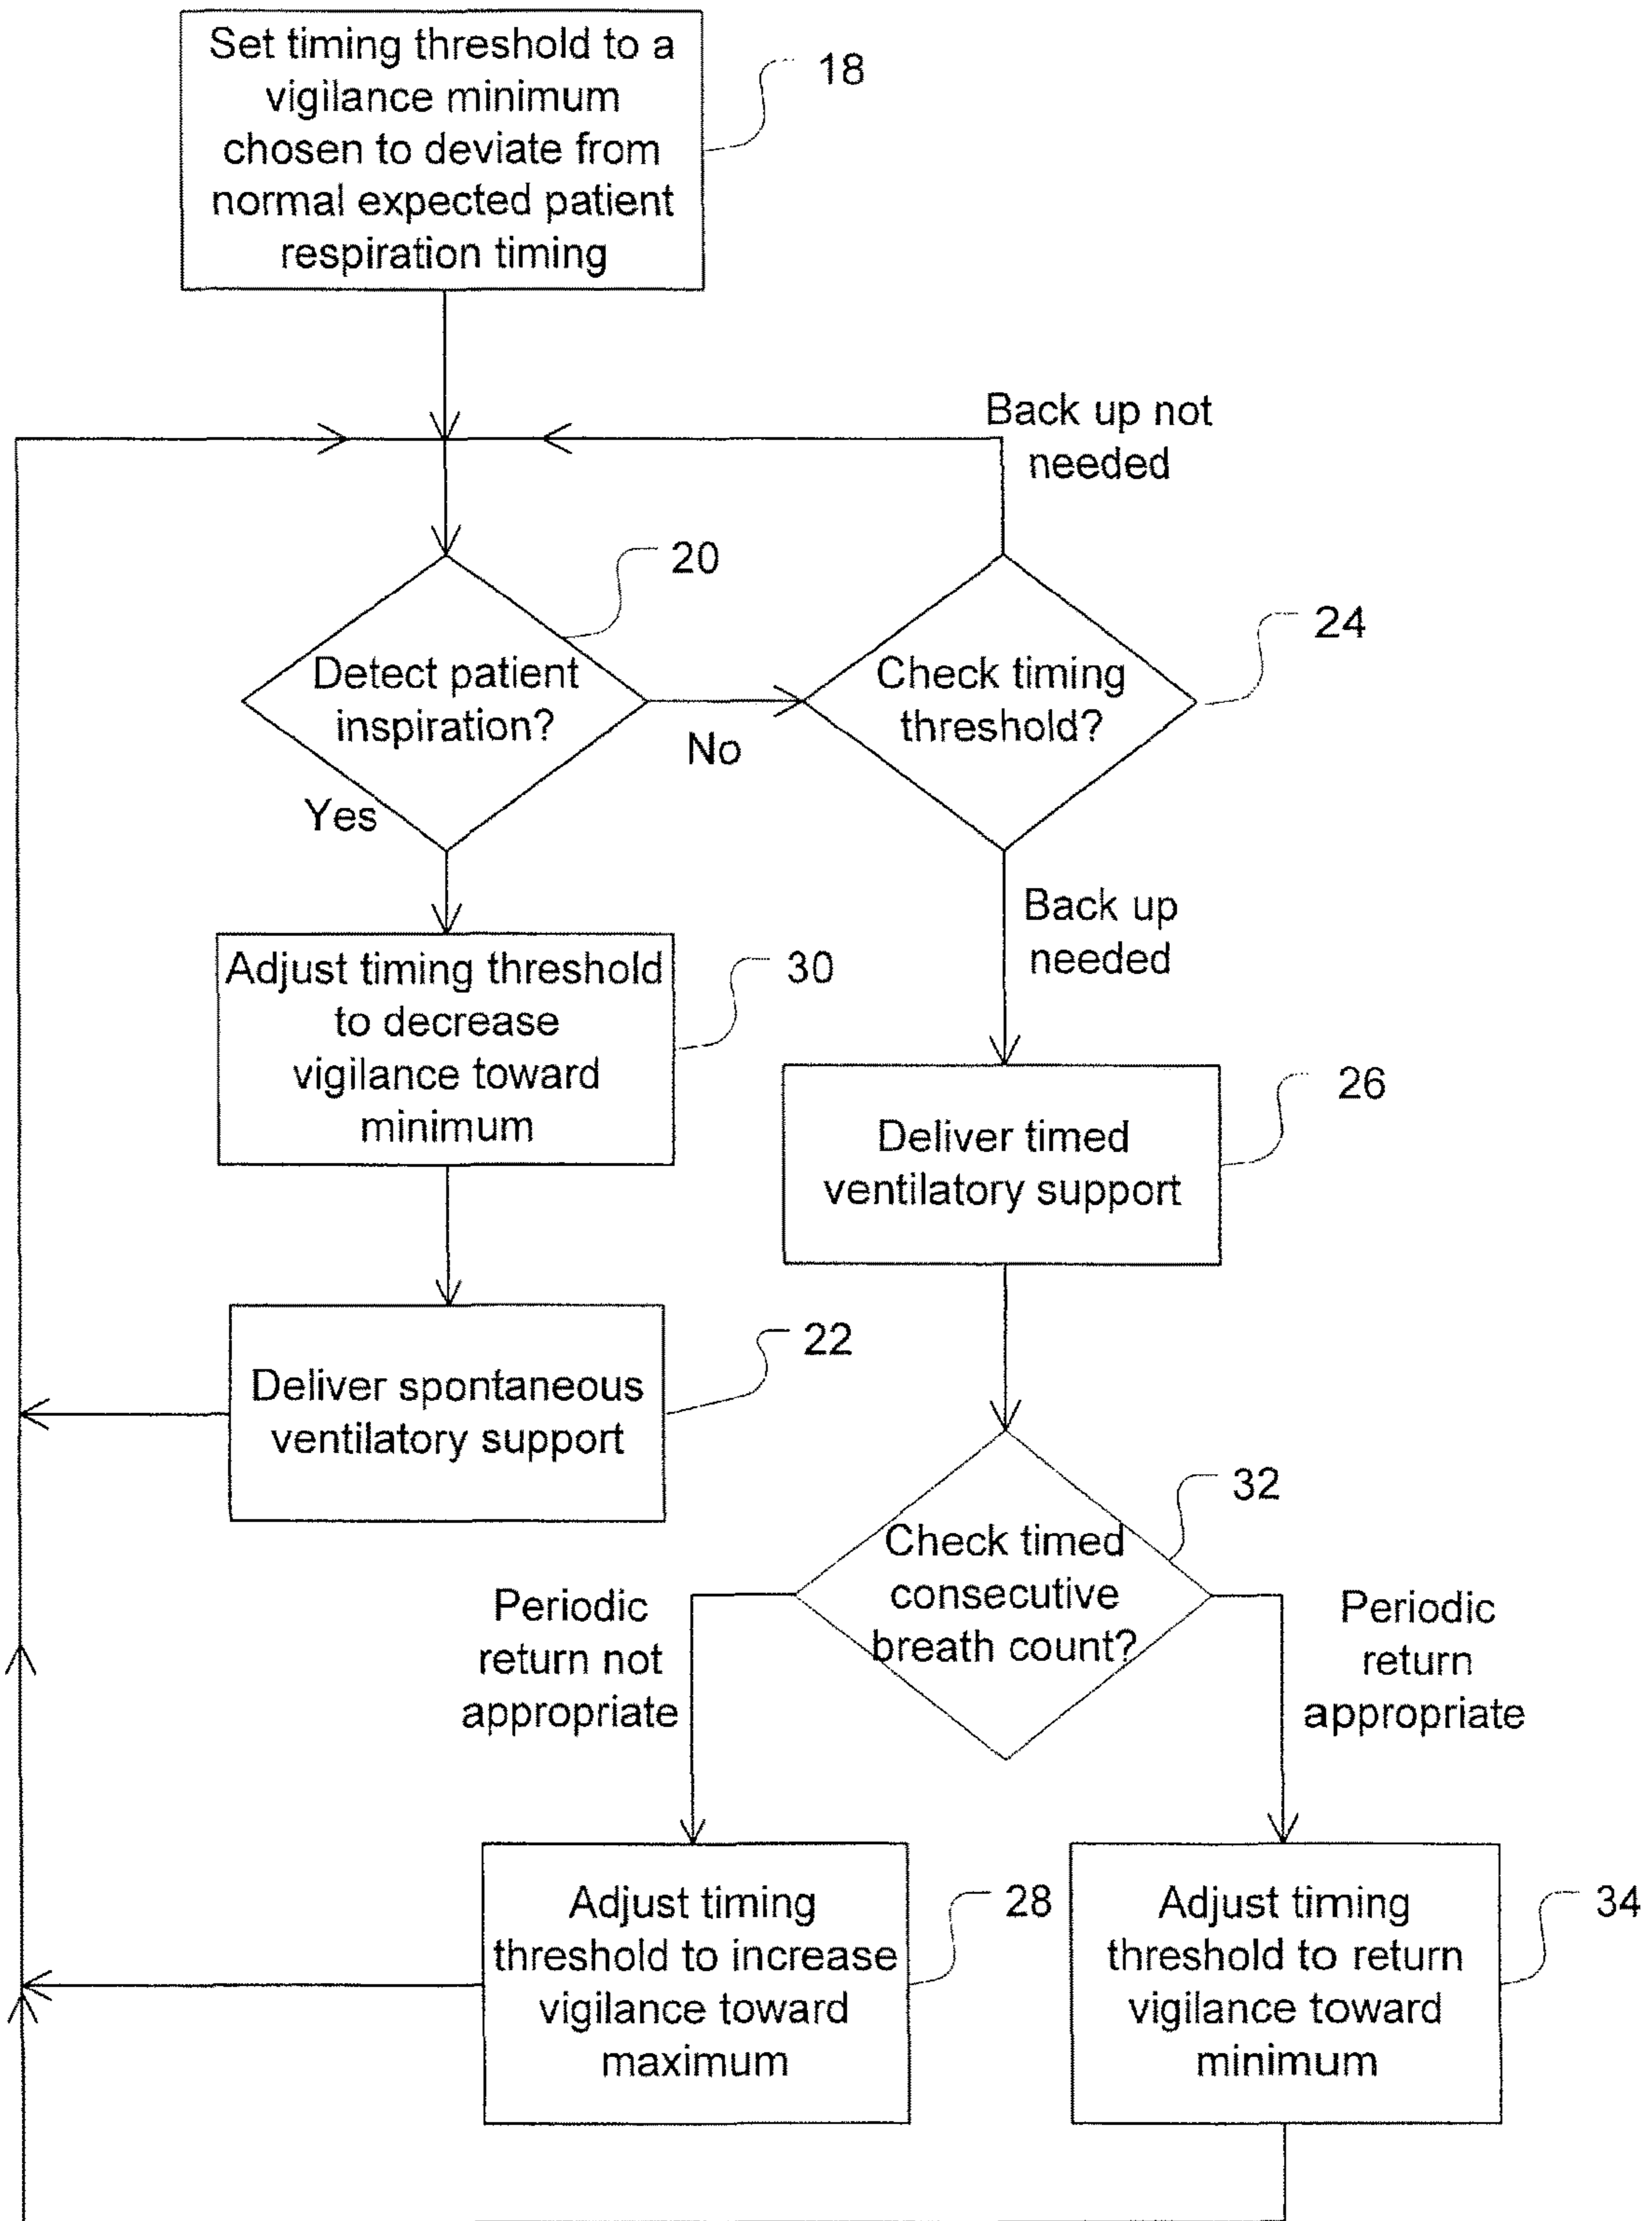 Set timing threshold to a
vigilance minimum
chosen to deviate from
normal expected patient
respiration timing
18
Back up not
needed
20
Detect patient
inspiration?
No
Yes
24
Check timing
threshold?
Back up
needed
Adjust timing threshold
to decrease
vigilance toward
minimum
30
Deliver timed
ventilatory support
26
Deliver spontaneous
ventilatory support
22
Check timed
consecutive
breath count?
32
Periodic
return not
appropriate
Periodic
return
appropriate
Adjust timing
threshold to increase
vigilance toward
maximum
28
Adjust timing
threshold to return
vigilance toward
minimum
34